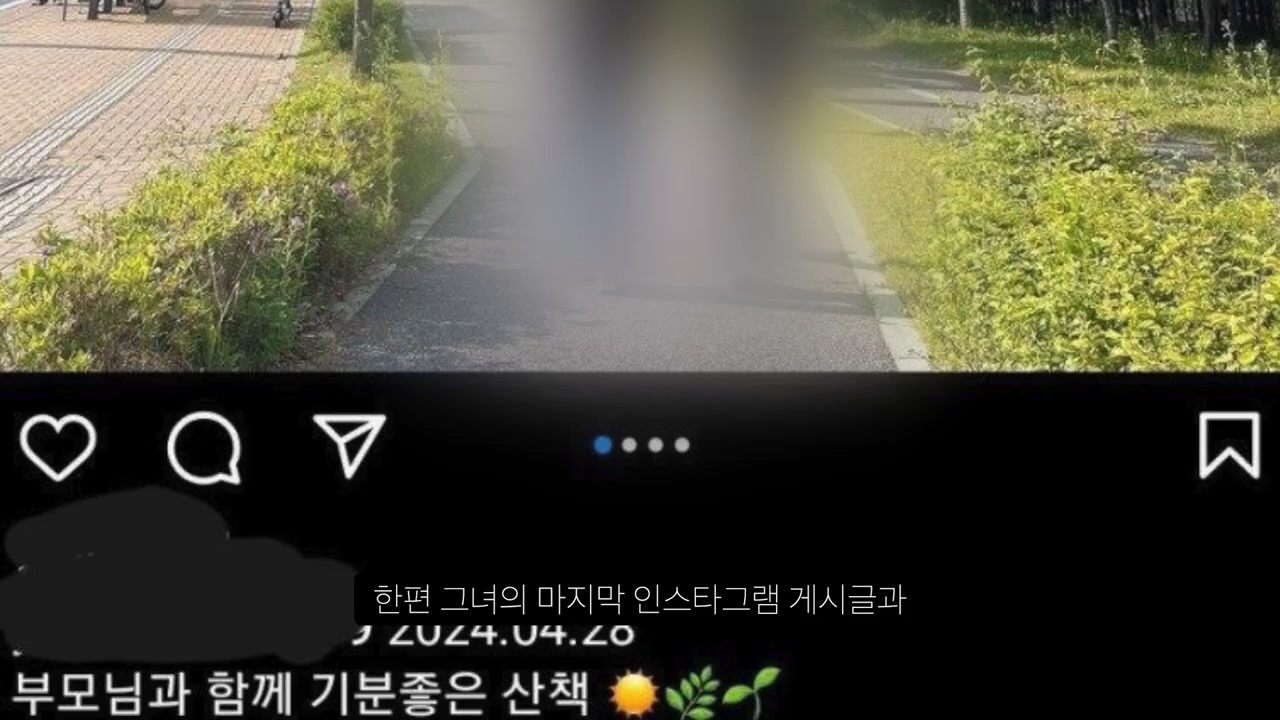 한편 그녀의 마지막 인스타그램 게시글과
9 2024.04.28
부모님과 함께 기분좋은 산책 ☀️🌿🌱